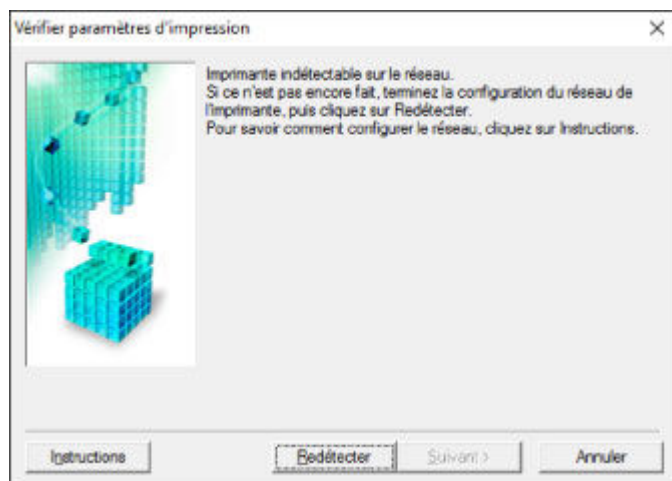 Vérifier paramètres d'impression
Imprimante indétectable sur le réseau.
Si ce n'est pas encore fait, terminez la configuration du réseau de
l'imprimante, puis cliquez sur Redétecter.
Pour savoir comment configurer le réseau, cliquez sur Instructions.
Instructions
Redétecter
Suivant >
Annuler